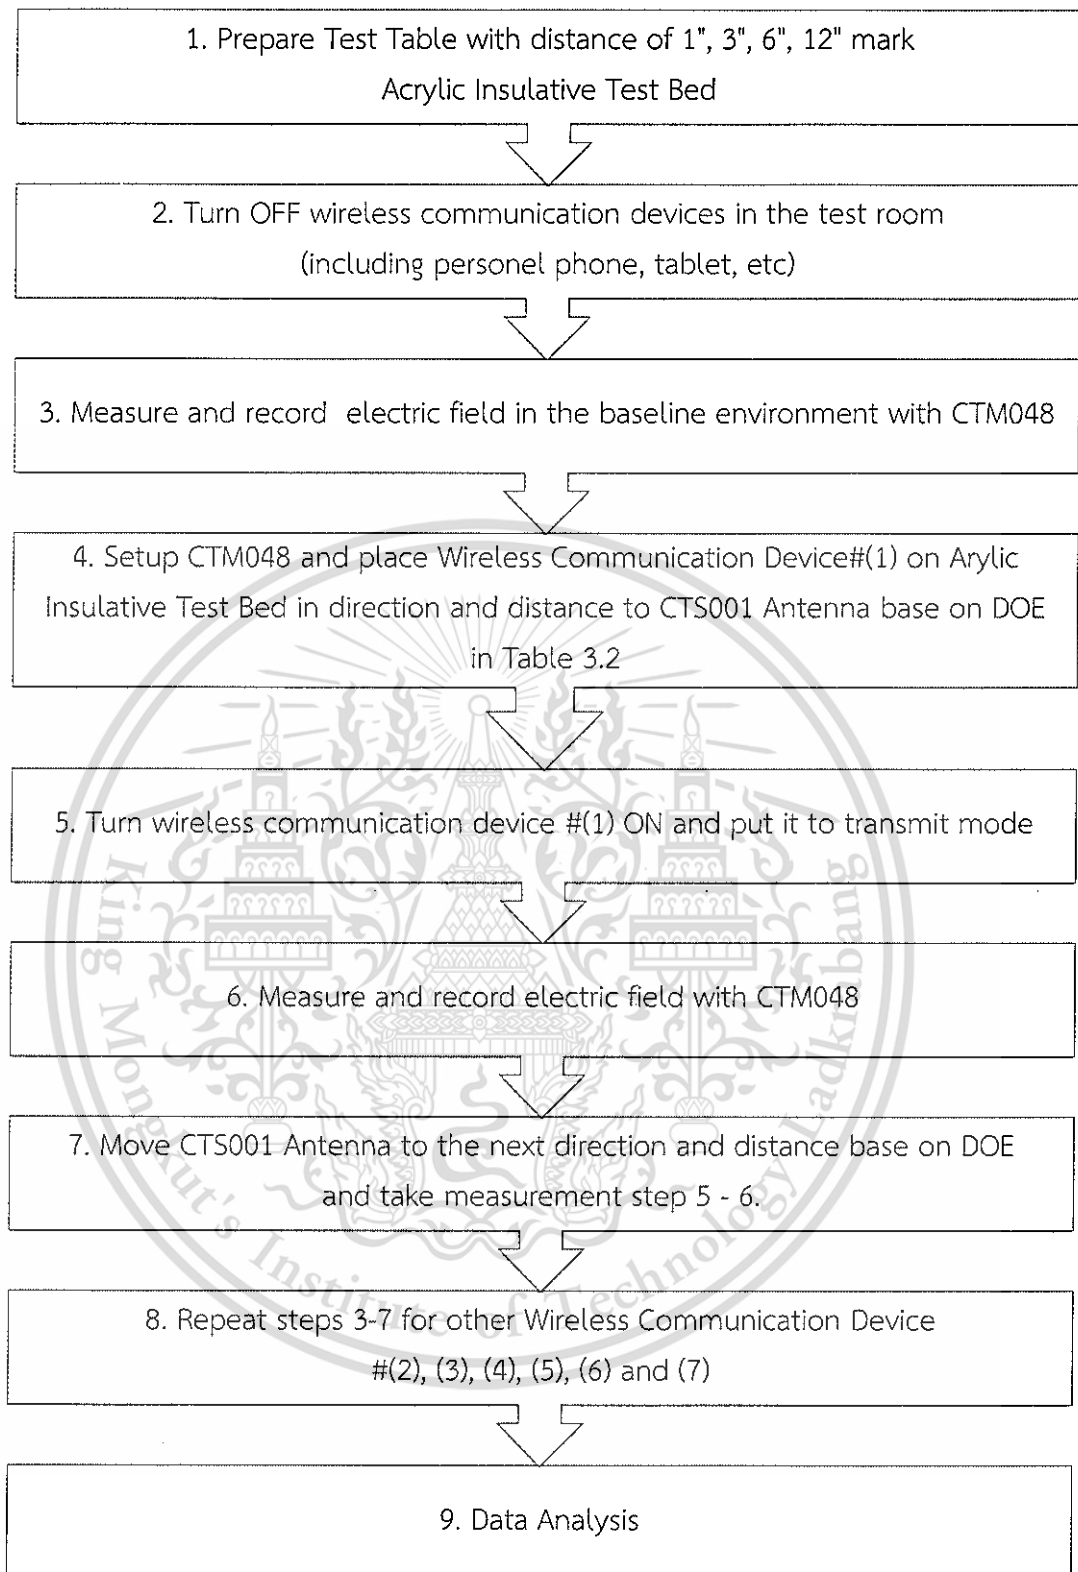 1. Prepare Test Table with distance of 1", 3", 6", 12" mark
Acrylic Insulative Test Bed
2. Turn OFF wireless communication devices in the test room
(including personel phone, tablet, etc)
3. Measure and record electric field in the baseline environment with CTM048
4. Setup CTM048 and place Wireless Communication Device#(1) on Arylic
Insulative Test Bed in direction and distance to CTS001 Antenna base on DOE
in Table 3.2
5. Turn wireless communication device #(1) ON and put it to transmit mode
6. Measure and record electric field with CTM048
7. Move CTS001 Antenna to the next direction and distance base on DOE
and take measurement step 5 - 6.
8. Repeat steps 3-7 for other Wireless Communication Device
#(2), (3), (4), (5), (6) and (7)
9. Data Analysis
King Mongkut's Institute of Technology Ladkrabang